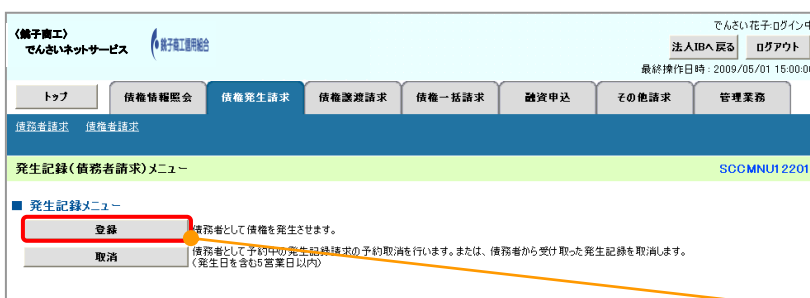 〈銚子商工〉
でんさいネットサービス
銚子商工信用組合
でんさい花子:ログイン中
法人IBへ戻る ログアウト
最終操作日時:2009/05/01 15:00:00
トップ 債権情報照会 債権発生請求 債権譲渡請求 債権一括請求 融資申込 その他請求 管理業務
債務者請求 債権者請求
発生記録(債務者請求)メニュー SCCMNU12201
■ 発生記録メニュー
登録 債務者として債権を発生させます。
取消 債務者として予約中の発生記録請求の予約取消を行います。または、債務者から受け取った発生記録を取消します。
(発生日を含む5営業日以内)